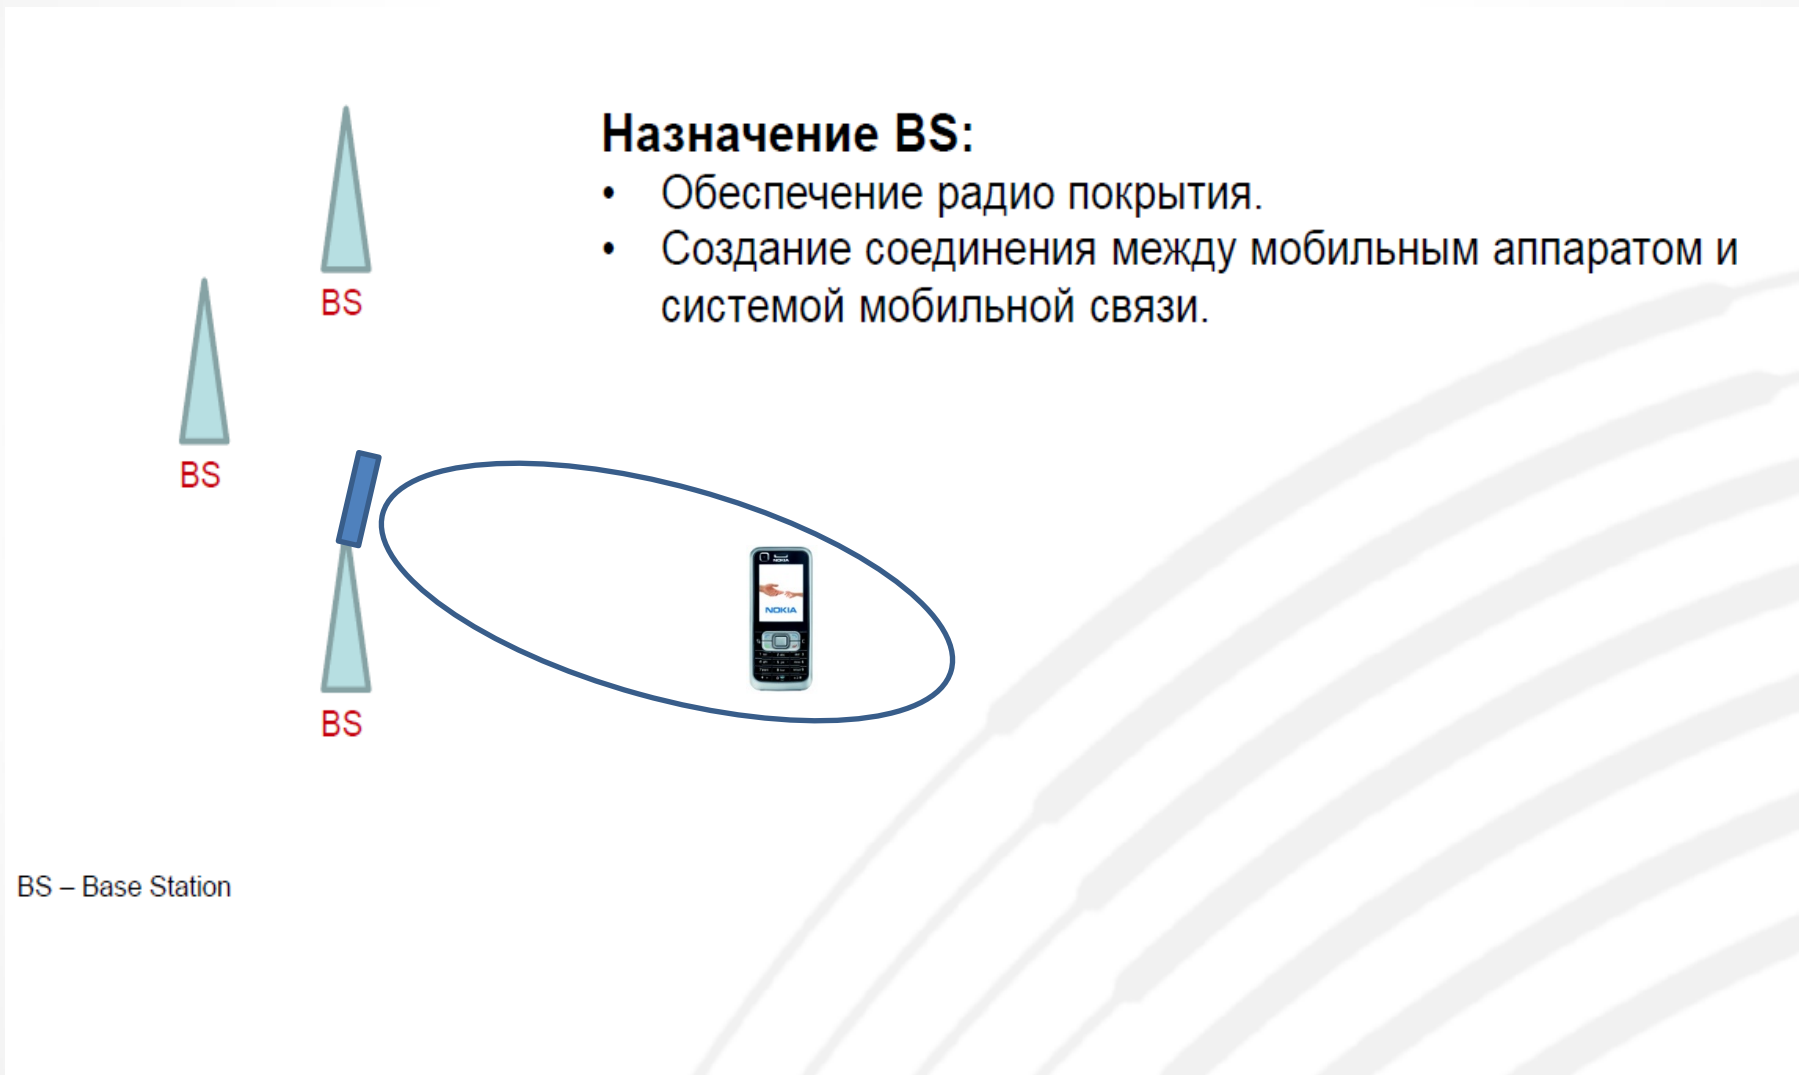 Назначение BS:
• Обеспечение радио покрытия.
• Создание соединения между мобильным аппаратом и
системой мобильной связи.
BS
BS
NOKIA
NOKIA
BS
BS – Base Station